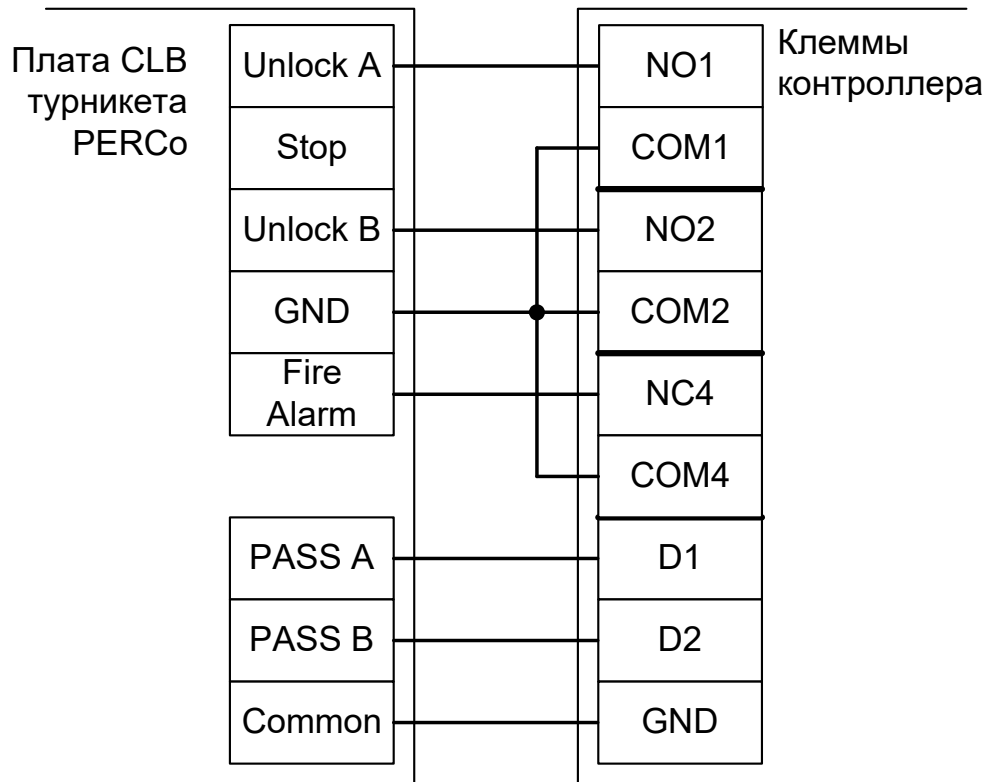 Плата CLB
турникета
PERCo
Unlock A
Stop
Unlock B
GND
Fire
Alarm
PASS A
PASS B
Common
NO1
COM1
NO2
COM2
NC4
COM4
D1
D2
GND
Клеммы
контроллера